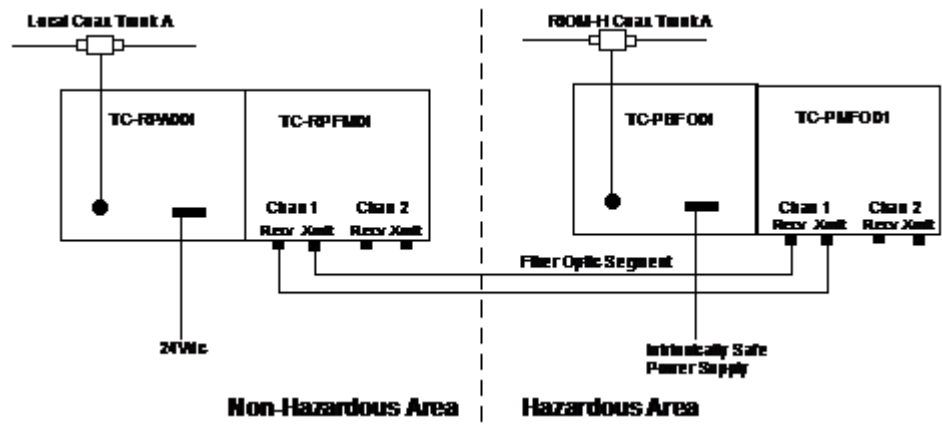 Local Coax Trunk A
RIOM-H Coax Trunk A
TC-RPA001
TC-RPFM01
TC-PBFO01
TC-PMFO01
Chan 1
Chan 2
Chan 1
Chan 2
Recv Xmit
Recv Xmit
Recv Xmit
Recv Xmit
Fiber Optic Segment
24Vdc
Intrinsically Safe
Power Supply
Non-Hazardous Area
Hazardous Area